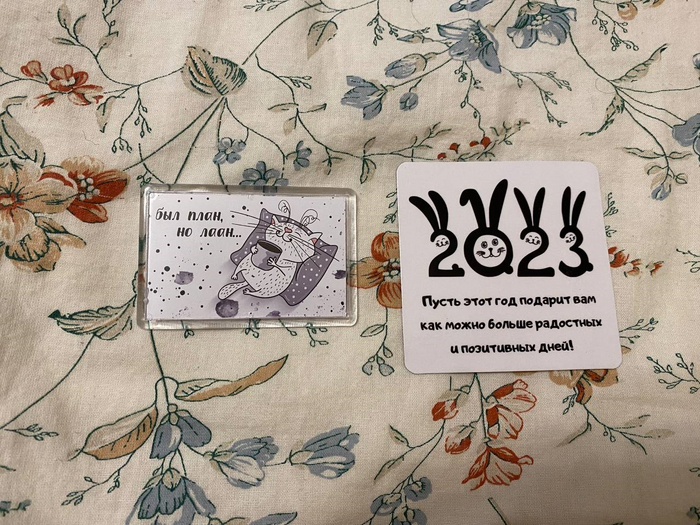 был план,
но лаан...
2023
Пусть этот год подарит вам
как можно больше радостных
и позитивных дней!